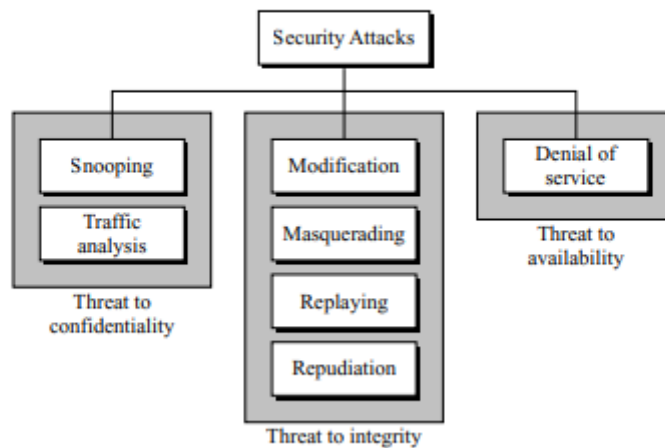 Security Attacks
Snooping
Traffic
analysis
Threat to
confidentiality
Modification
Masquerading
Replaying
Repudiation
Threat to integrity
Denial of
service
Threat to
availability